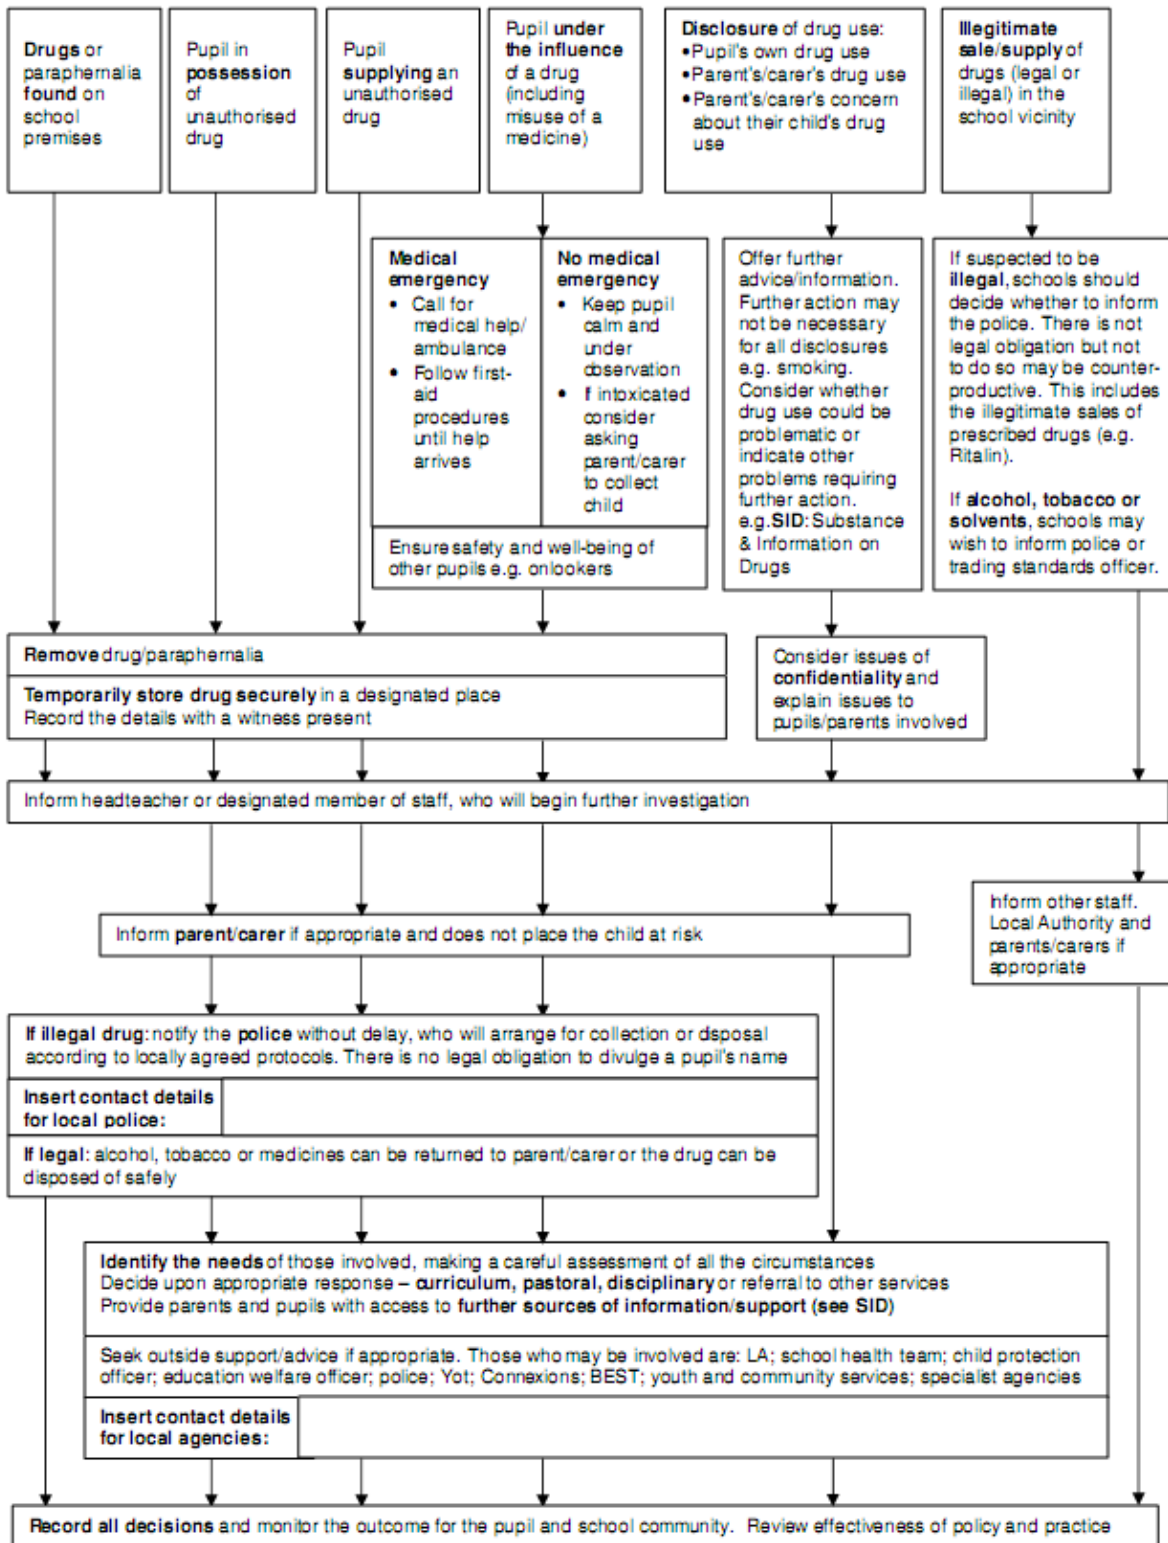 Drugs or
paraphernalia
found on
school
premises
Pupil in
possession
of
unauthorised
drug
Pupil
supplying an
unauthorised
drug
Pupil under
the influence
of a drug
(including
misuse of a
medicine)
Disclosure of drug use:
•Pupil's own drug use
•Parent's/carer's drug use
•Parent's/carer's concern
about their child's drug
use
Illegitimate
sale/supply of
drugs (legal or
illegal) in the
school vicinity
Medical
emergency
• Call for
medical help/
ambulance
• Follow first-
aid
procedures
until help
arrives
No medical
emergency
• Keep pupil
calm and
under
observation
• If intoxicated
consider
asking
parent/carer
to collect
child
Ensure safety and well-being of
other pupils e.g. onlookers
Offer further
advice/information.
Further action may
not be necessary
for all disclosures
e.g. smoking.
Consider whether
drug use could be
problematic or
indicate other
problems requiring
further action.
e.g.SID: Substance
& Information on
Drugs
If suspected to be
illegal, schools should
decide whether to inform
the police. There is not
legal obligation but not
to do so may be counter-
productive. This includes
the illegitimate sales of
prescribed drugs (e.g.
Ritalin).
If alcohol, tobacco or
solvents, schools may
wish to inform police or
trading standards officer.
Remove drug/paraphernalia
Temporarily store drug securely in a designated place
Record the details with a witness present
Consider issues of
confidentiality and
explain issues to
pupils/parents involved
Inform headteacher or designated member of staff, who will begin further investigation
Inform parent/carer if appropriate and does not place the child at risk
Inform other staff.
Local Authority and
parents/carers if
appropriate
If illegal drug: notify the police without delay, who will arrange for collection or disposal
according to locally agreed protocols. There is no legal obligation to divulge a pupil's name
Insert contact details
for local police:
If legal: alcohol, tobacco or medicines can be returned to parent/carer or the drug can be
disposed of safely
Identify the needs of those involved, making a careful assessment of all the circumstances
Decide upon appropriate response – curriculum, pastoral, disciplinary or referral to other services
Provide parents and pupils with access to further sources of information/support (see SID)
Seek outside support/advice if appropriate. Those who may be involved are: LA; school health team; child protection
officer; education welfare officer; police; Yot; Connexions; BEST; youth and community services; specialist agencies
Insert contact details
for local agencies:
Record all decisions and monitor the outcome for the pupil and school community. Review effectiveness of policy and practice